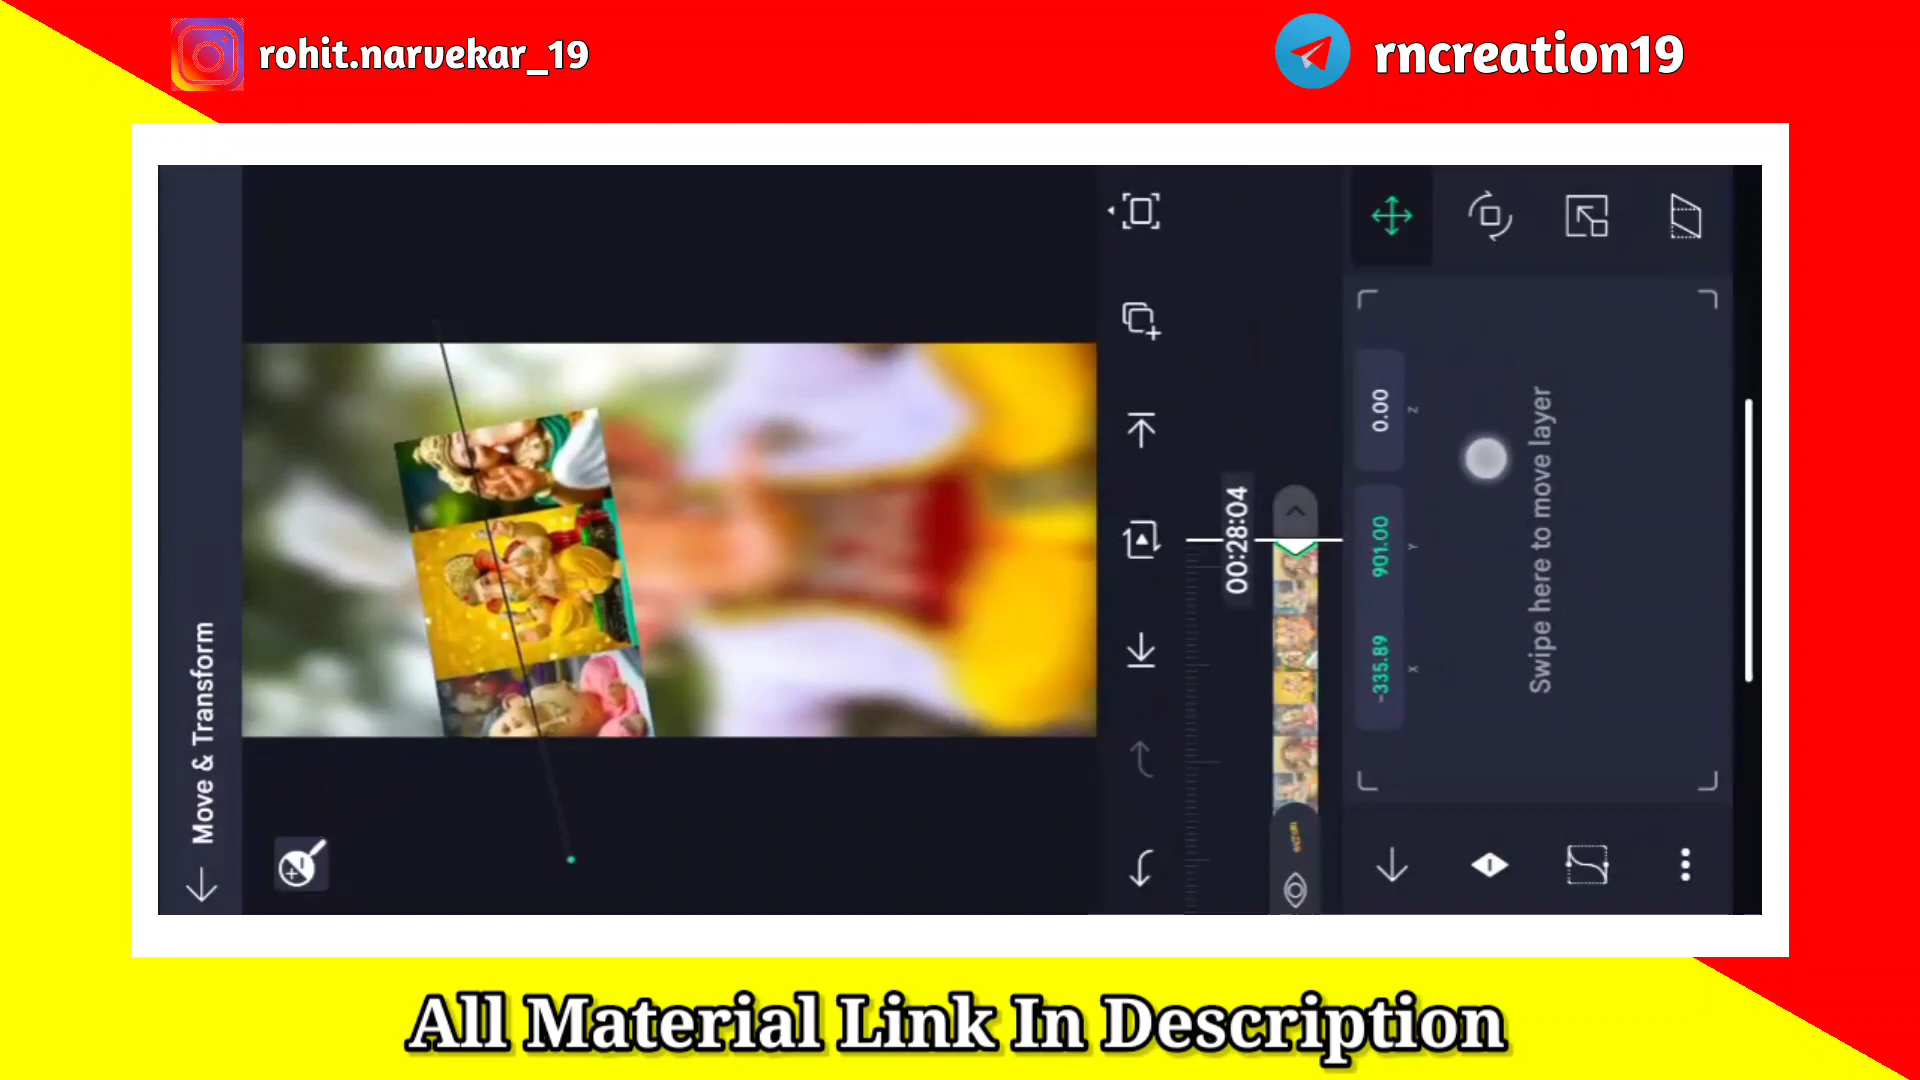 rohit.narvekar_19
rncreation19
Move & Transform
00:28:04
-335.89 901.00 0.00
X Y Z
Swipe here to move layer
All Material Link In Description